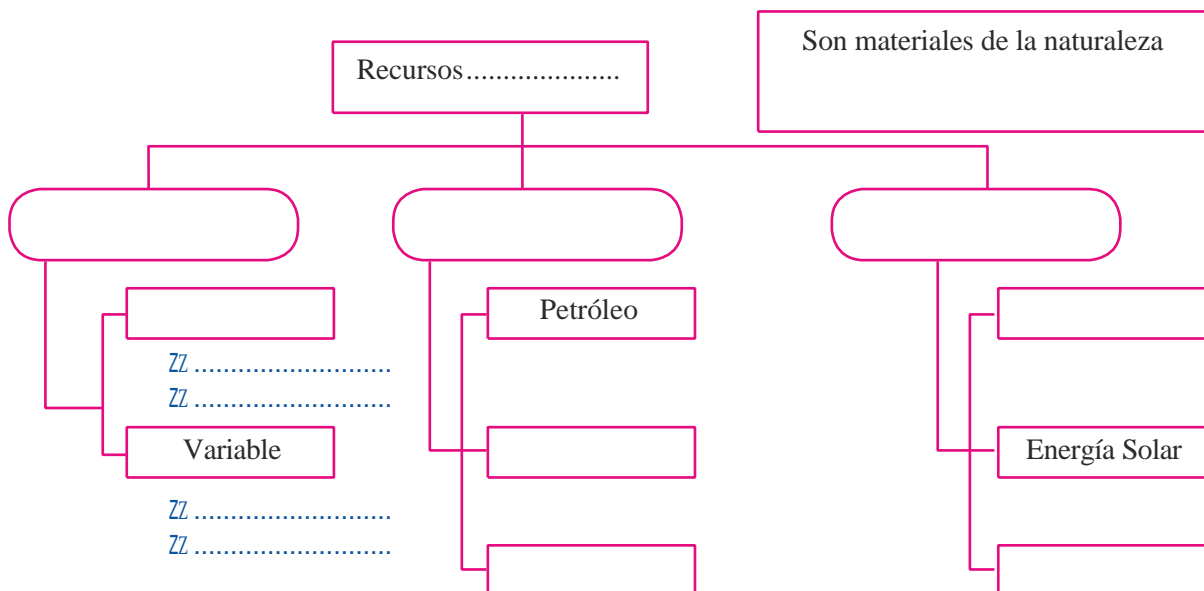 Son materiales de la naturaleza
Recursos.....................
Petróleo
ZZ ..........................
ZZ ..........................
Variable
Energía Solar
ZZ ..........................
ZZ ..........................